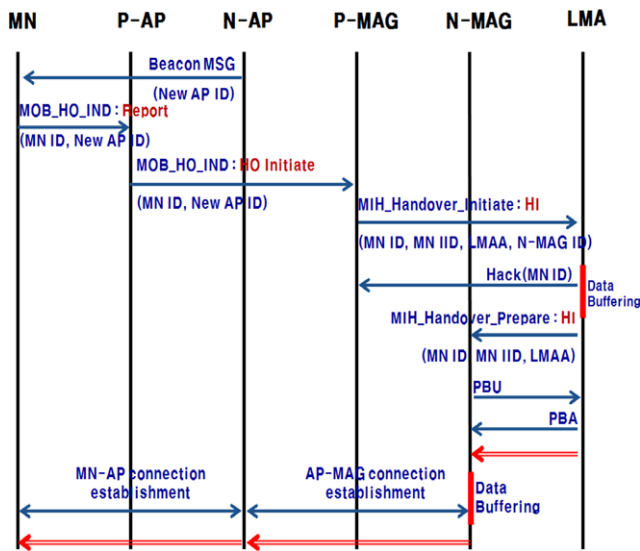 MN P-AP N-AP P-MAG N-MAG LMA
Beacon MSG
(New AP ID)
MOB_HO_IND : Report
(MN ID, New AP ID)
MOB_HO_IND : HO Initiate
(MN ID, New AP ID)
MIH_Handover_Initiate : HI
(MN ID, MN IID, LMAA, N-MAG ID)
Hack(MN ID)
Data
Buffering
MIH_Handover_Prepare : HI
(MN ID, MN IID, LMAA)
PBU
PBA
MN-AP connection
establishment
AP-MAG connection
establishment
Data
Buffering